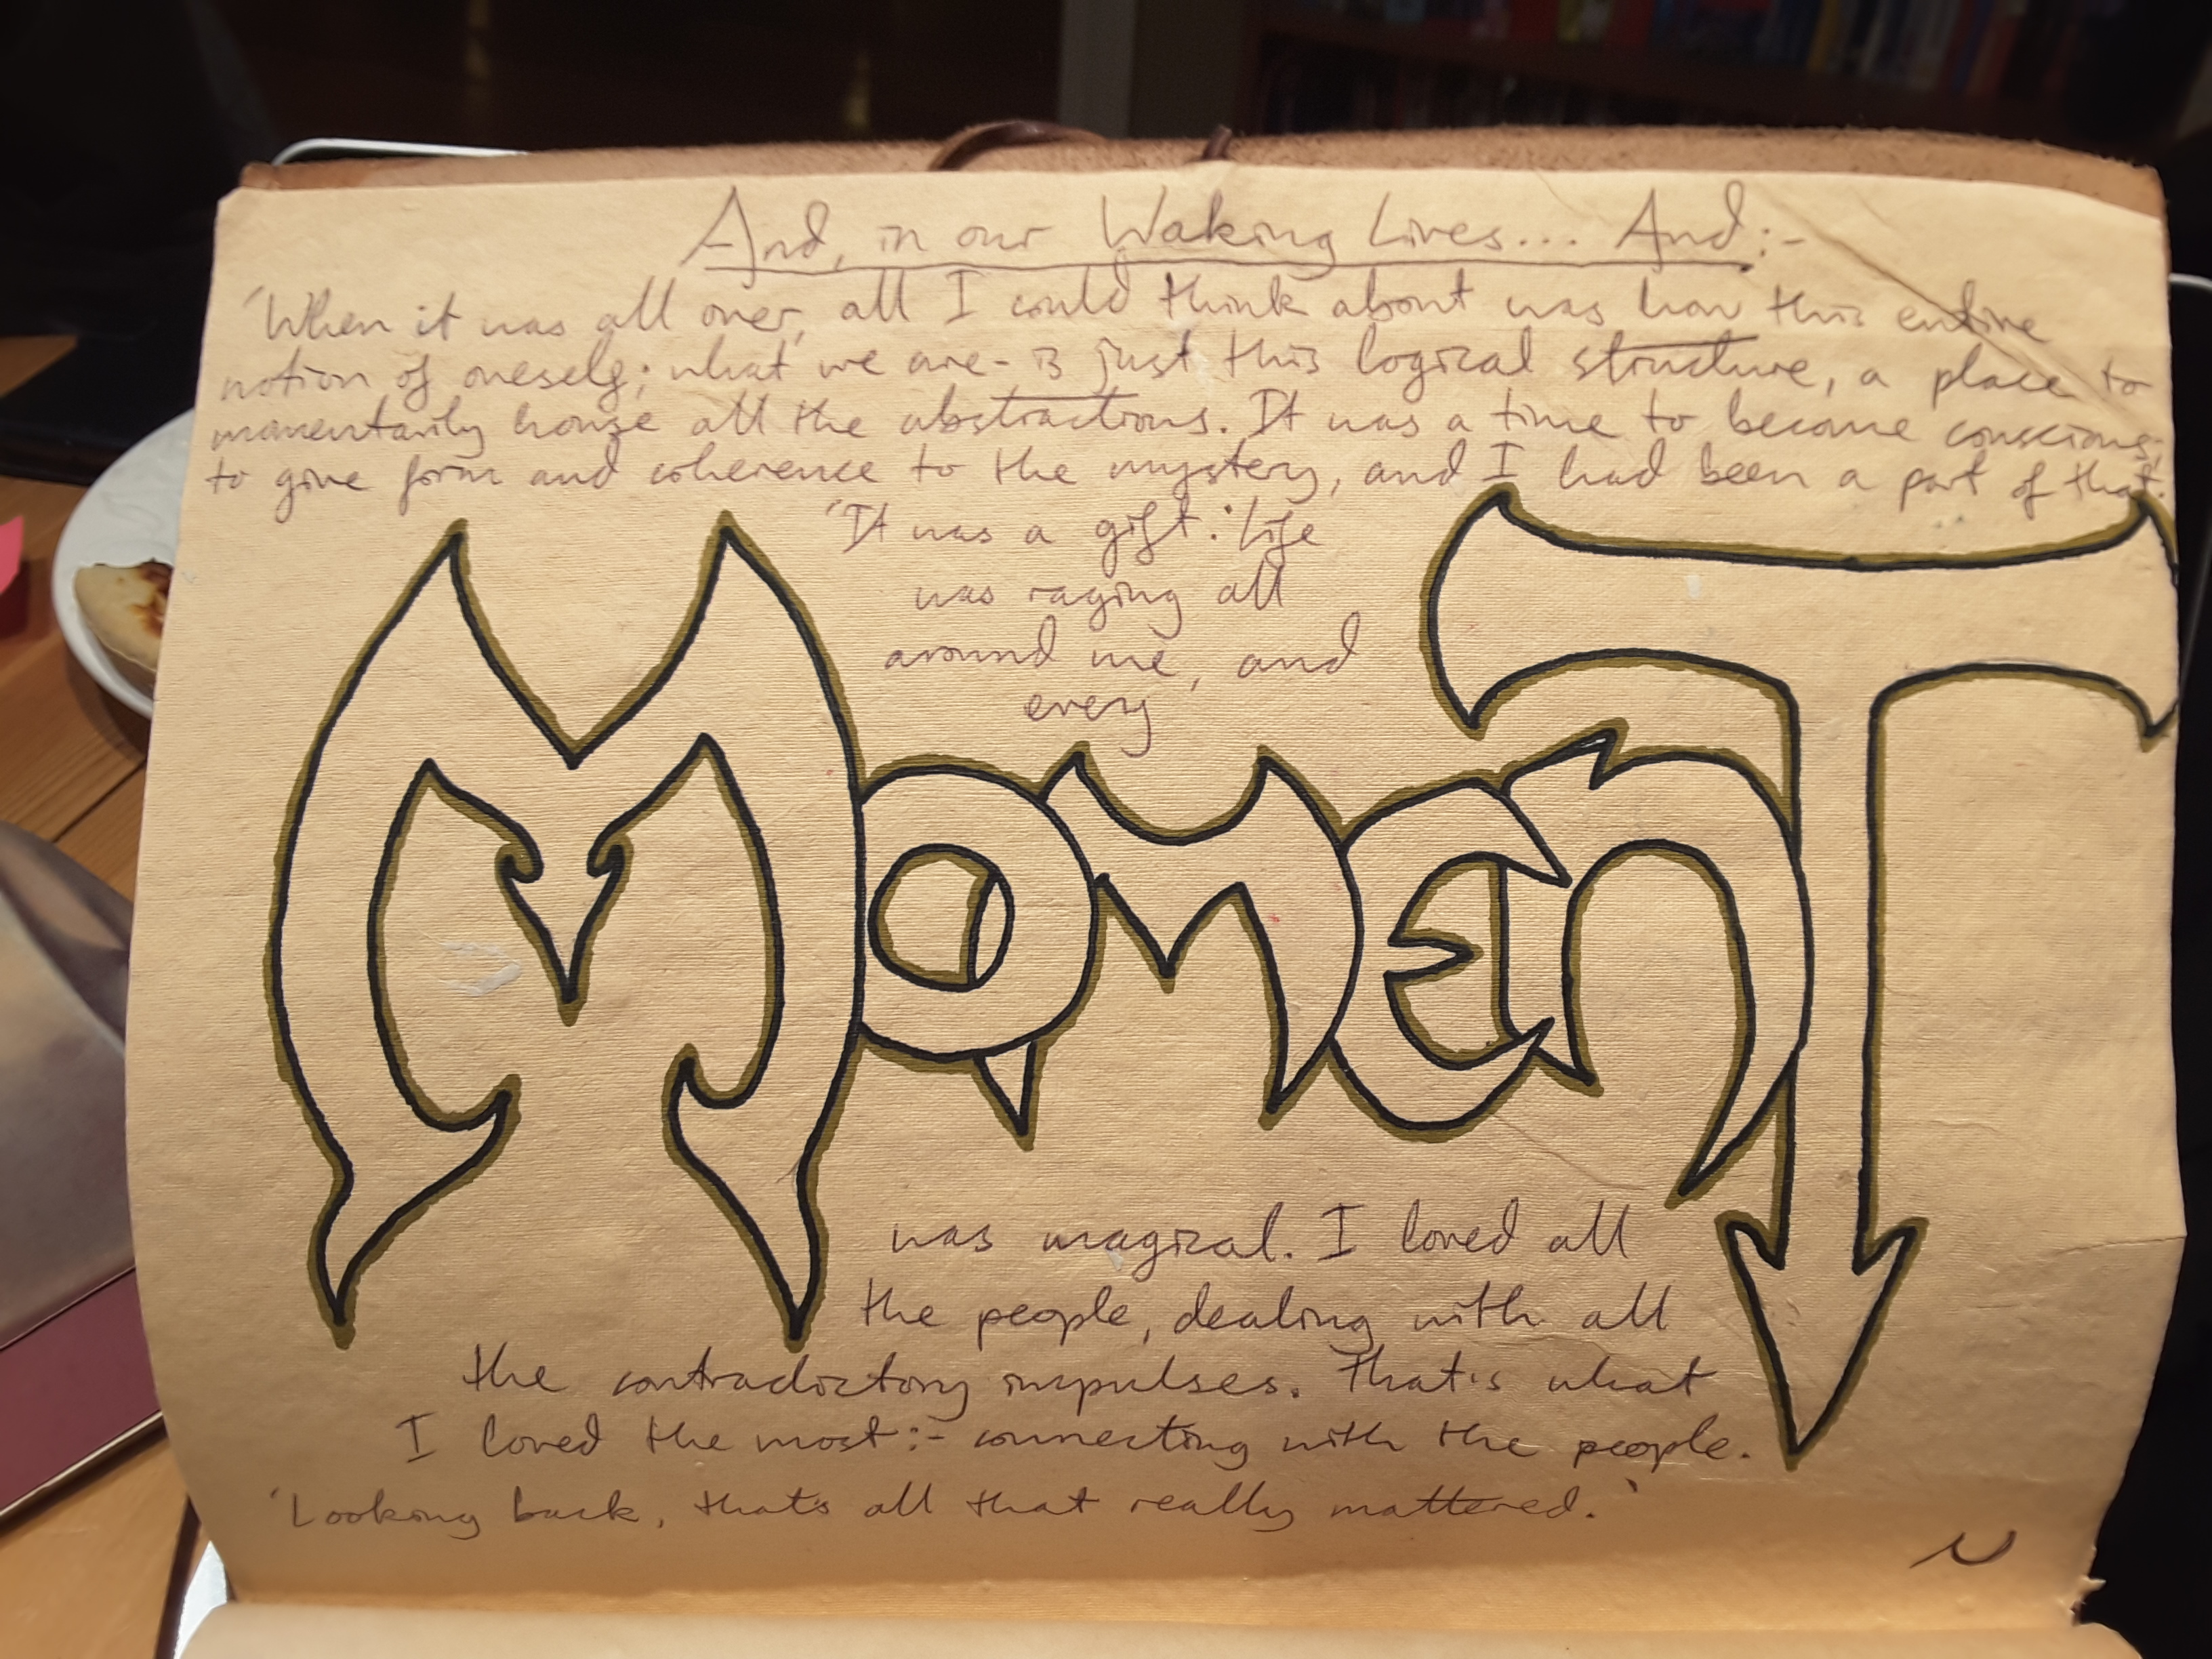 And, in our Waking Lives... And:-
'When it was all over, all I could think about was how this entire
notion of oneself; what we are - is just this logical structure, a place to
momentarily house all the abstractions. It was a time to become conscious;
to give form and coherence to the mystery, and I had been a part of that.
'It was a gift. 'Life
was raging all
around me, and
every
MomenT
was magical. I loved all
the people, dealing with all
the contradictory impulses. That's what
I loved the most:- connecting with the people.
'Looking back, that's all that really mattered.'